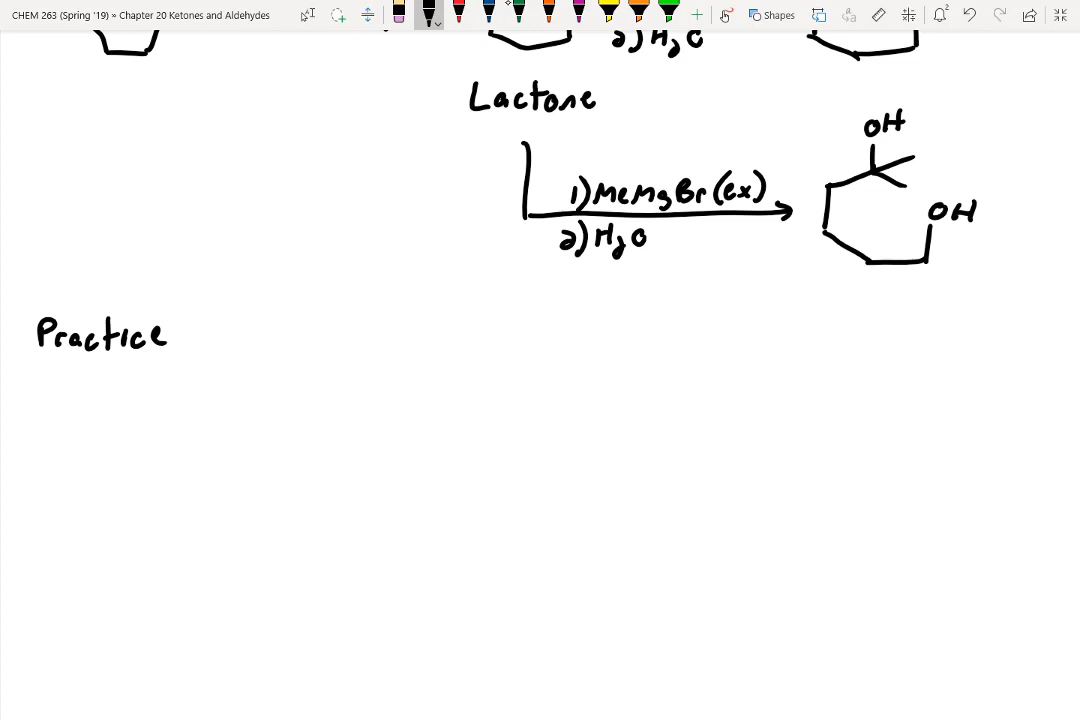 CHEM 263 (Spring '19) » Chapter 20 Ketones and Aldehydes
Shapes
2) H2O
Lactone
OH
1) MeMgBr (ex)
OH
2) H2O
Practice